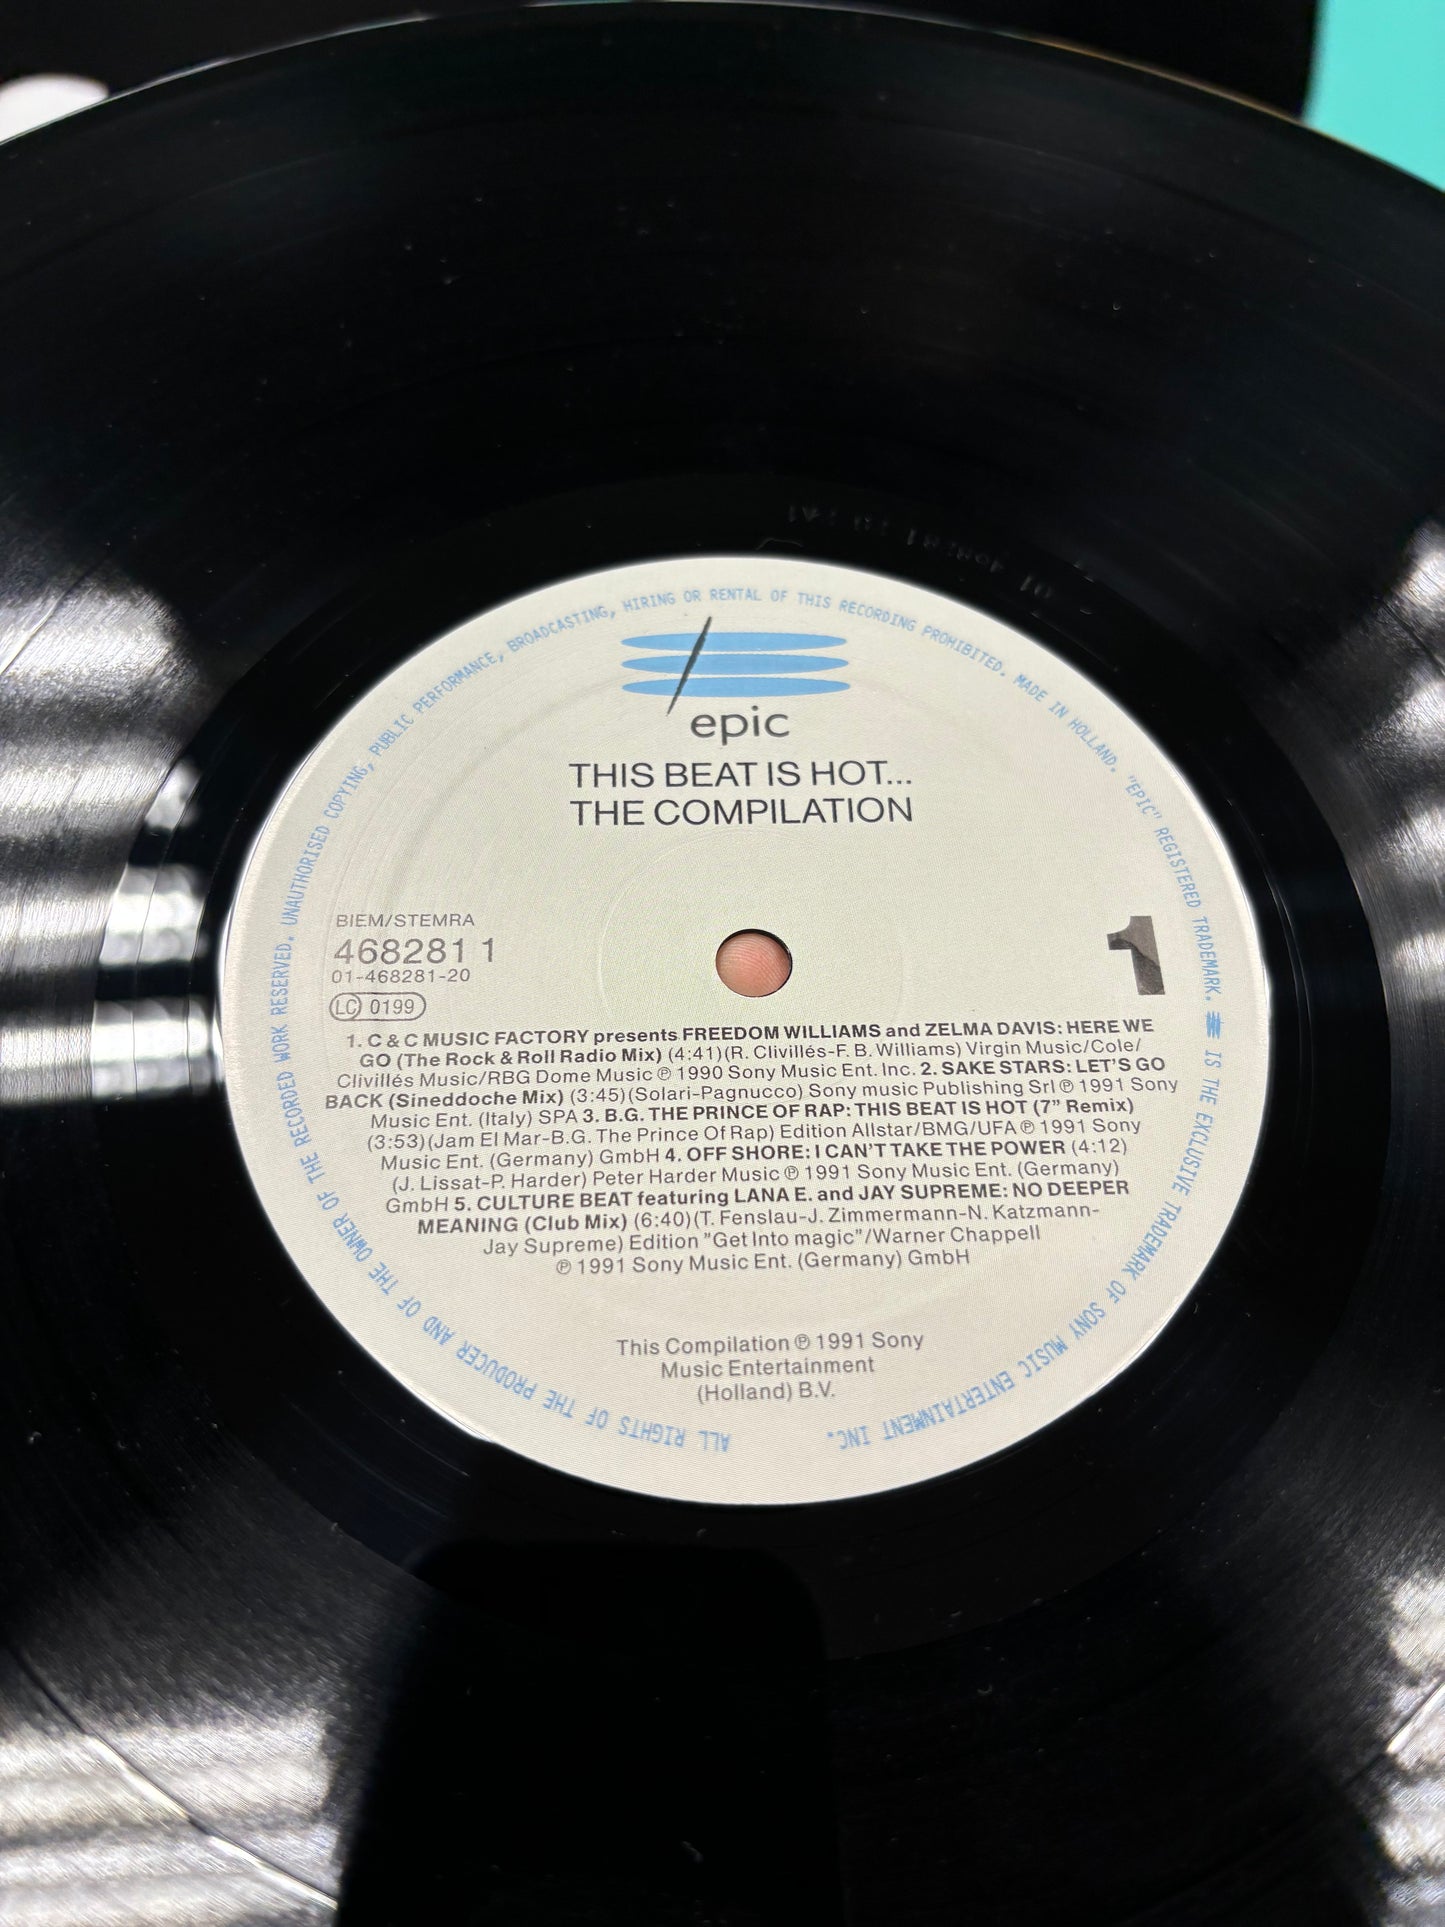 epic
THIS BEAT IS HOT...
THE COMPILATION
BIEM/STEMRA
468281 1
01-468281-20
LC 0199
1
1. C & C MUSIC FACTORY presents FREEDOM WILLIAMS and ZELMA DAVIS: HERE WE
GO (The Rock & Roll Radio Mix) (4:41)(R. Clivillés-F. B. Williams) Virgin Music/Cole/
Clivillés Music/RBG Dome Music ℗ 1990 Sony Music Ent. Inc. 2. SAKE STARS: LET'S GO
BACK (Sineddoche Mix) (3:45)(Solari-Pagnucco) Sony music Publishing Srl ℗ 1991 Sony
Music Ent. (Italy) SPA 3. B.G. THE PRINCE OF RAP: THIS BEAT IS HOT (7" Remix)
(3:53)(Jam El Mar-B.G. The Prince Of Rap) Edition Allstar/BMG/UFA ℗ 1991 Sony
Music Ent. (Germany) GmbH 4. OFF SHORE: I CAN'T TAKE THE POWER (4:12)
(J. Lissat-P. Harder) Peter Harder Music ℗ 1991 Sony Music Ent. (Germany)
GmbH 5. CULTURE BEAT featuring LANA E. and JAY SUPREME: NO DEEPER
MEANING (Club Mix) (6:40)(T. Fenslau-J. Zimmermann-N. Katzmann-
Jay Supreme) Edition "Get Into magic"/Warner Chappell
℗ 1991 Sony Music Ent. (Germany) GmbH
This Compilation ℗ 1991 Sony
Music Entertainment
(Holland) B.V.
ALL RIGHTS OF THE PRODUCER AND OF THE OWNER OF THE RECORDED WORK RESERVED. UNAUTHORISED COPYING, PUBLIC PERFORMANCE, BROADCASTING, HIRING OR RENTAL OF THIS RECORDING PROHIBITED. MADE IN HOLLAND. "EPIC" REGISTERED TRADEMARK. IS THE EXCLUSIVE TRADEMARK OF SONY MUSIC ENTERTAINMENT INC.